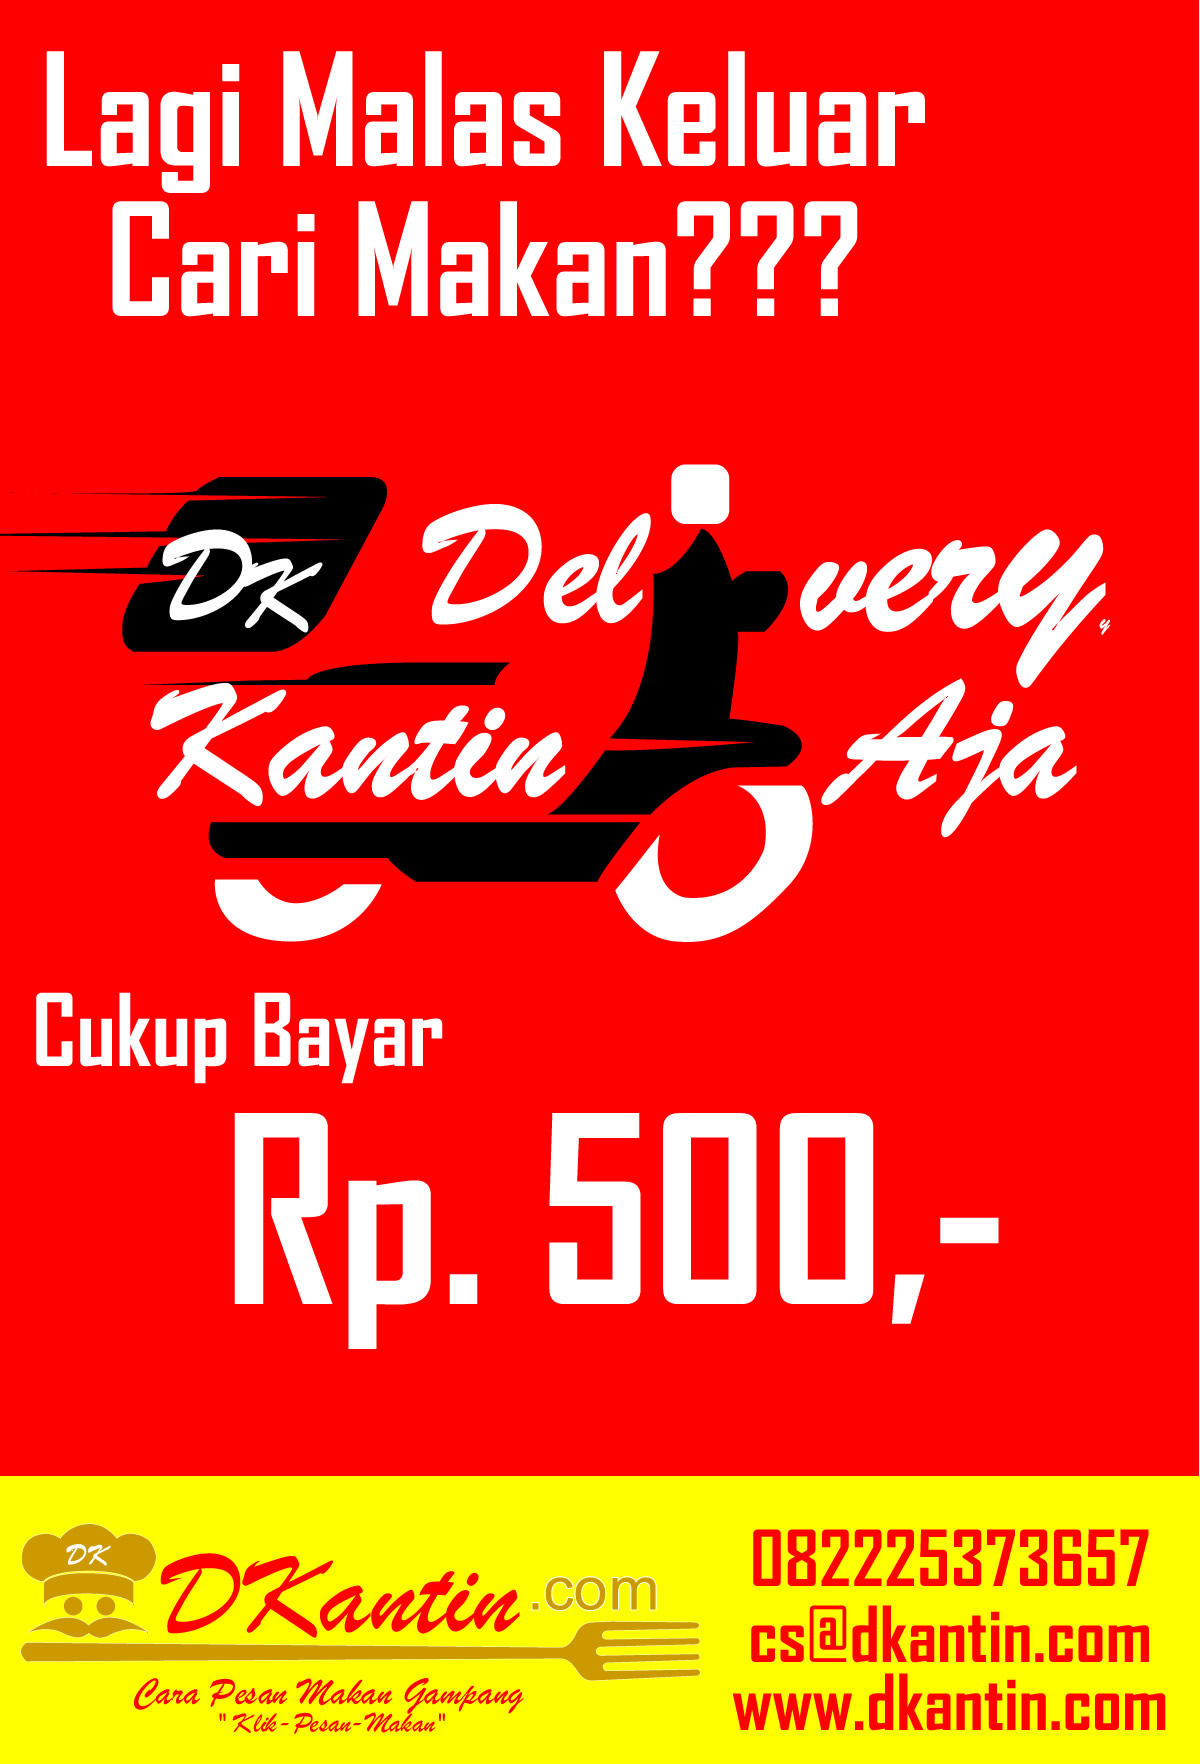 Lagi Malas Keluar
Cari Makan???
DK Delivery
y
Kantin Aja
Cukup Bayar
Rp. 500,-
DK
DKantin.com
Cara Pesan Makan Gampang
"Klik-Pesan-Makan"
082225373657
cs@dkantin.com
www.dkantin.com